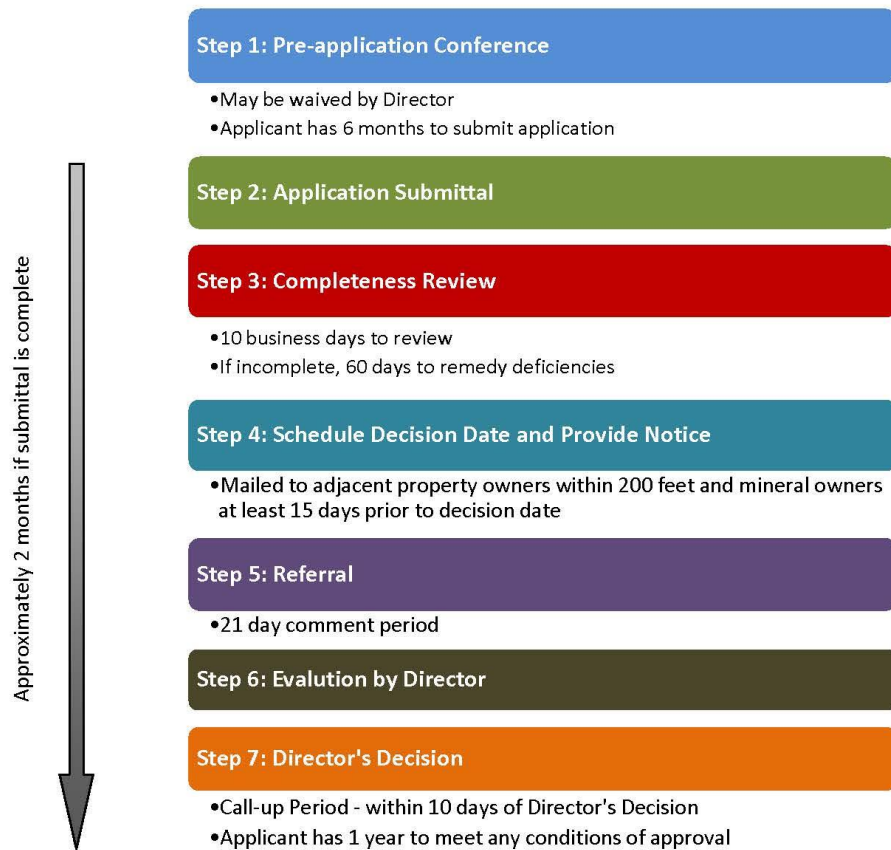 Step 1: Pre-application Conference
•May be waived by Director
•Applicant has 6 months to submit application
Approximately 2 months if submittal is complete
Step 2: Application Submittal
Step 3: Completeness Review
•10 business days to review
•If incomplete, 60 days to remedy deficiencies
Step 4: Schedule Decision Date and Provide Notice
•Mailed to adjacent property owners within 200 feet and mineral owners
at least 15 days prior to decision date
Step 5: Referral
•21 day comment period
Step 6: Evalution by Director
Step 7: Director's Decision
•Call-up Period - within 10 days of Director's Decision
•Applicant has 1 year to meet any conditions of approval